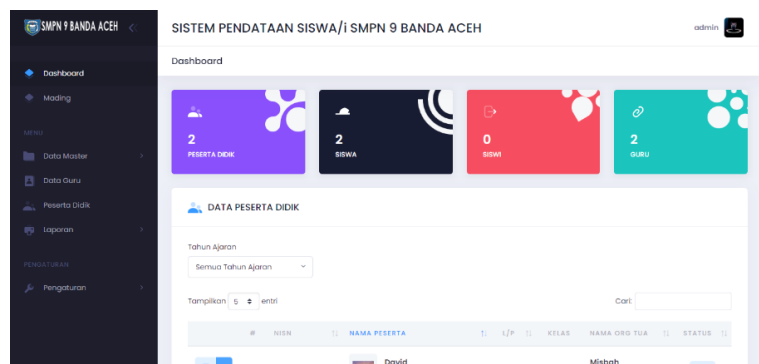 SMPN 9 BANDA ACEH
SISTEM PENDATAAN SISWA/i SMPN 9 BANDA ACEH
admin
Dashboard
Dashboard
Mading
MENU
Data Master
Data Guru
Peserta Didik
Laporan
PENGATURAN
Pengaturan
2
PESERTA DIDIK
2
SISWA
0
SISWI
2
GURU
DATA PESERTA DIDIK
Tahun Ajaran
Semua Tahun Ajaran
Tampilkan 5 entri
Cari:
# NISN NAMA PESERTA L/P KELAS NAMA ORG TUA STATUS
David Misbah